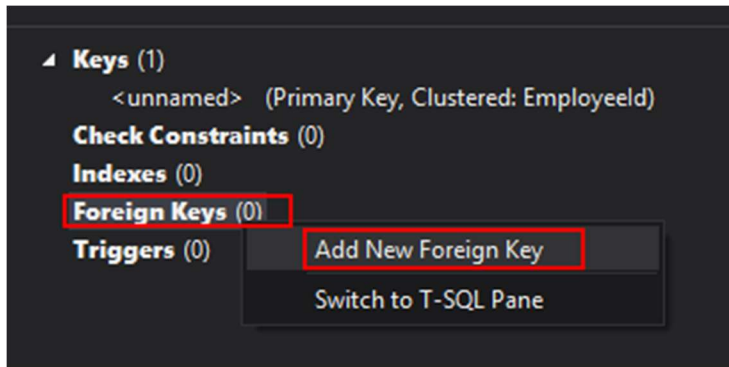 Keys (1)
<unnamed> (Primary Key, Clustered: EmployeeId)
Check Constraints (0)
Indexes (0)
Foreign Keys (0)
Triggers (0)
Add New Foreign Key
Switch to T-SQL Pane